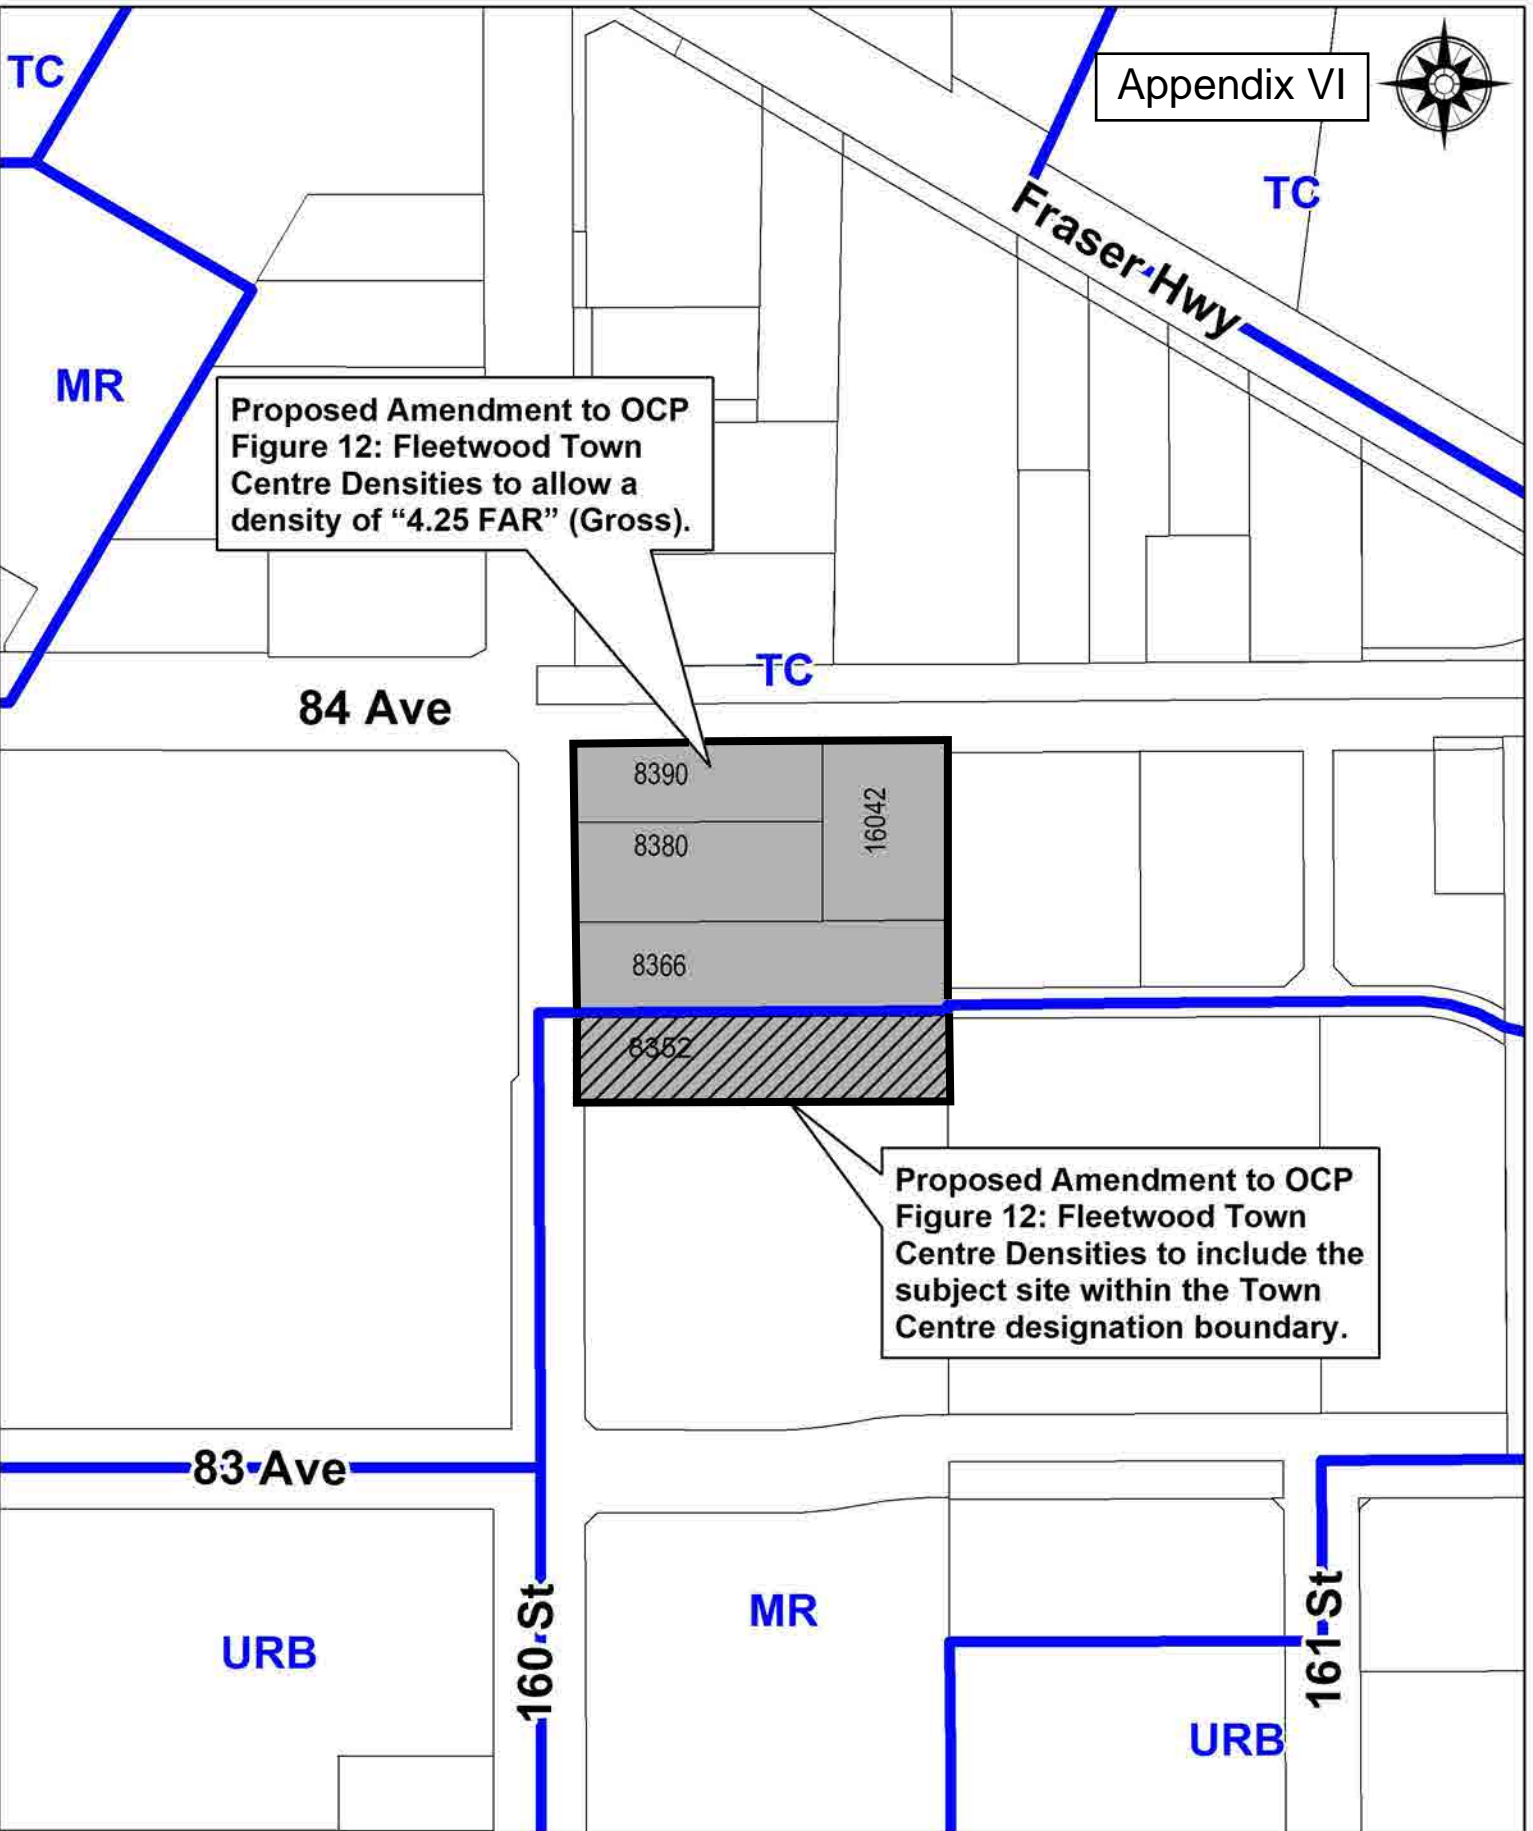 TC
Appendix VI
TC
Fraser Hwy
MR
Proposed Amendment to OCP
Figure 12: Fleetwood Town
Centre Densities to allow a
density of “4.25 FAR” (Gross).
TC
84 Ave
8390
16042
8380
8366
8352
Proposed Amendment to OCP
Figure 12: Fleetwood Town
Centre Densities to include the
subject site within the Town
Centre designation boundary.
83 Ave
160 St
161 St
MR
URB
URB